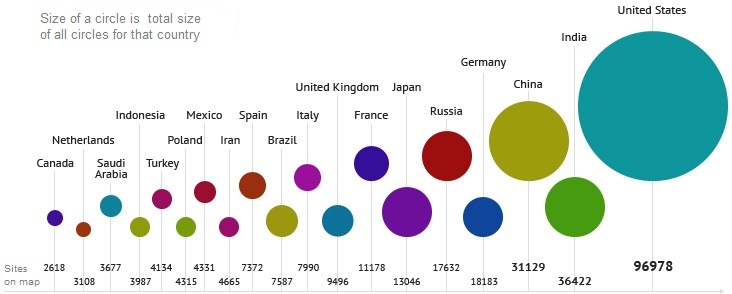 Size of a circle is total size
of all circles for that country
United States
India
Germany
China
United Kingdom
Japan
Russia
Indonesia
Mexico
Spain
Italy
France
Netherlands
Poland
Iran
Brazil
Canada
Saudi
Arabia
Turkey
Sites
on map
2618
3108
3677
3987
4134
4315
4331
4665
7372
7587
7990
9496
11178
13046
17632
18183
31129
36422
96978